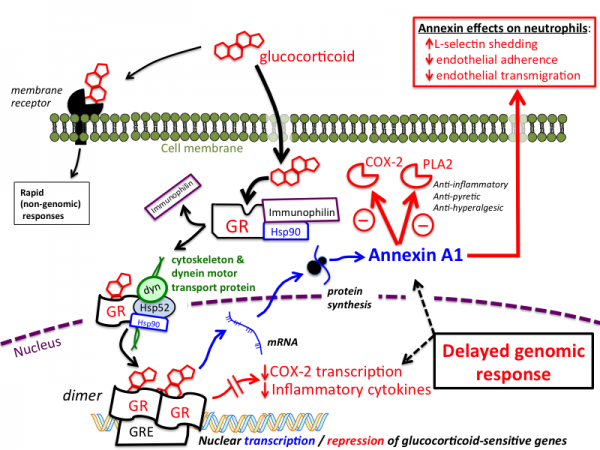 Annexin effects on neutrophils:
↑L-selectin shedding
↓ endothelial adherence
↓ endothelial transmigration
glucocorticoid
membrane
receptor
Cell membrane
Rapid
(non-genomic)
responses
COX-2
PLA2
Anti-inflammatory
Anti-pyretic
Anti-hyperalgesic
Immunophilin
GR
Immunophilin
Hsp90
Annexin A1
cytoskeleton &
dynein motor
transport protein
dyn
GR
Hsp52
Hsp90
protein
synthesis
Nucleus
mRNA
Delayed genomic
response
↓COX-2 transcription
↓ Inflammatory cytokines
dimer
GR
GR
GRE
Nuclear transcription / repression of glucocorticoid-sensitive genes